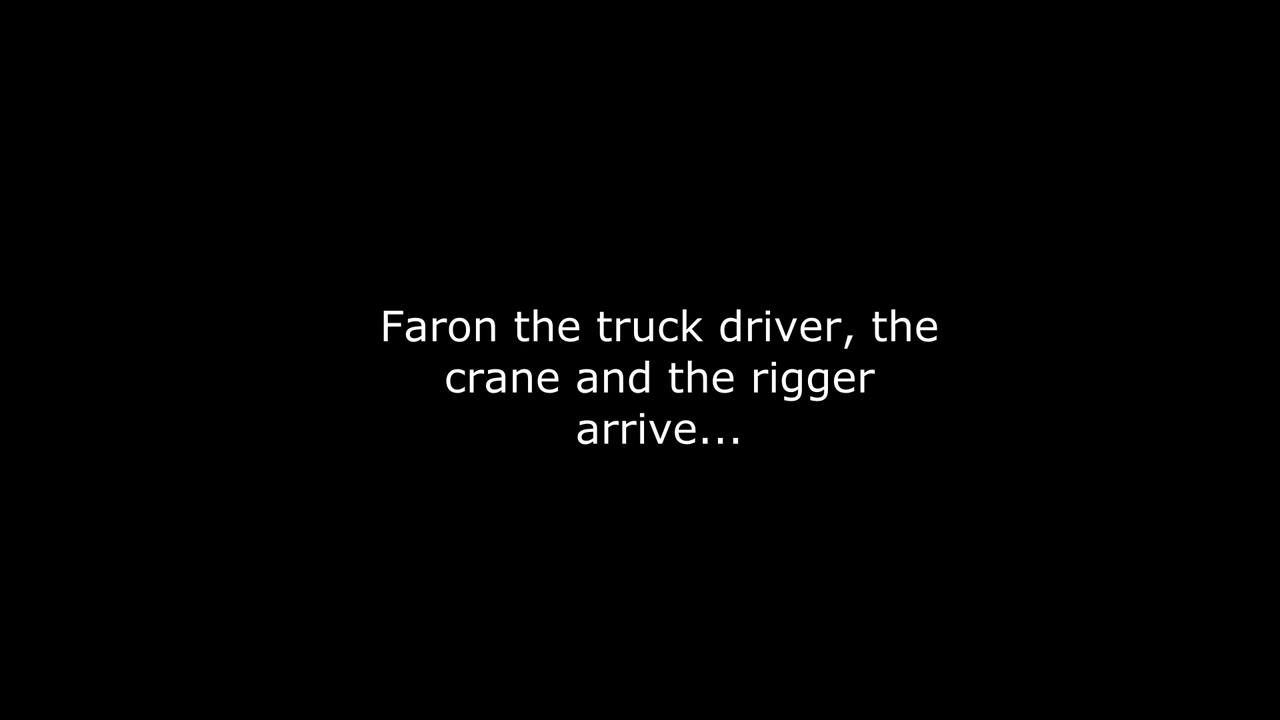 Faron the truck driver, the
crane and the rigger
arrive...